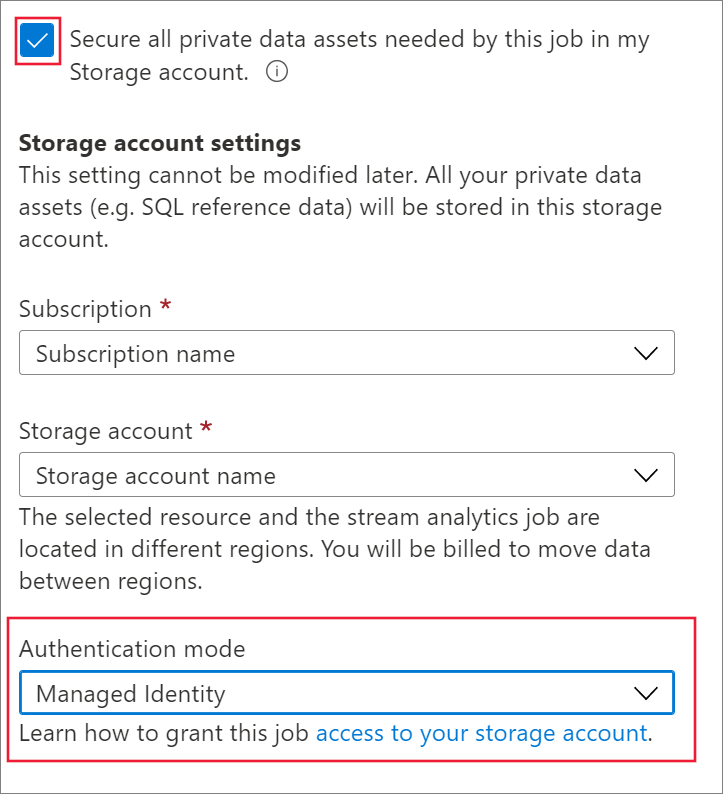 Secure all private data assets needed by this job in my
Storage account.
Storage account settings
This setting cannot be modified later. All your private data
assets (e.g. SQL reference data) will be stored in this storage
account.
Subscription *
Subscription name
Storage account *
Storage account name
The selected resource and the stream analytics job are
located in different regions. You will be billed to move data
between regions.
Authentication mode
Managed Identity
Learn how to grant this job access to your storage account.